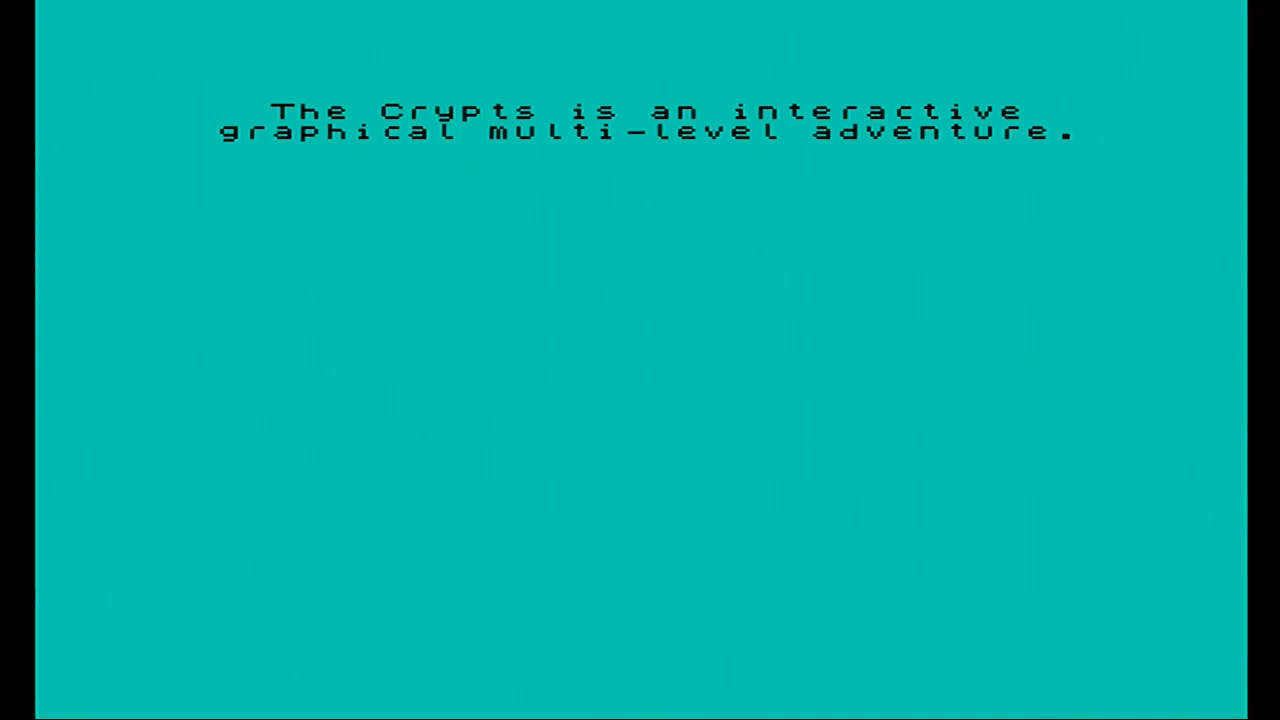 The Crypts is an interactive
graphical multi-level adventure.